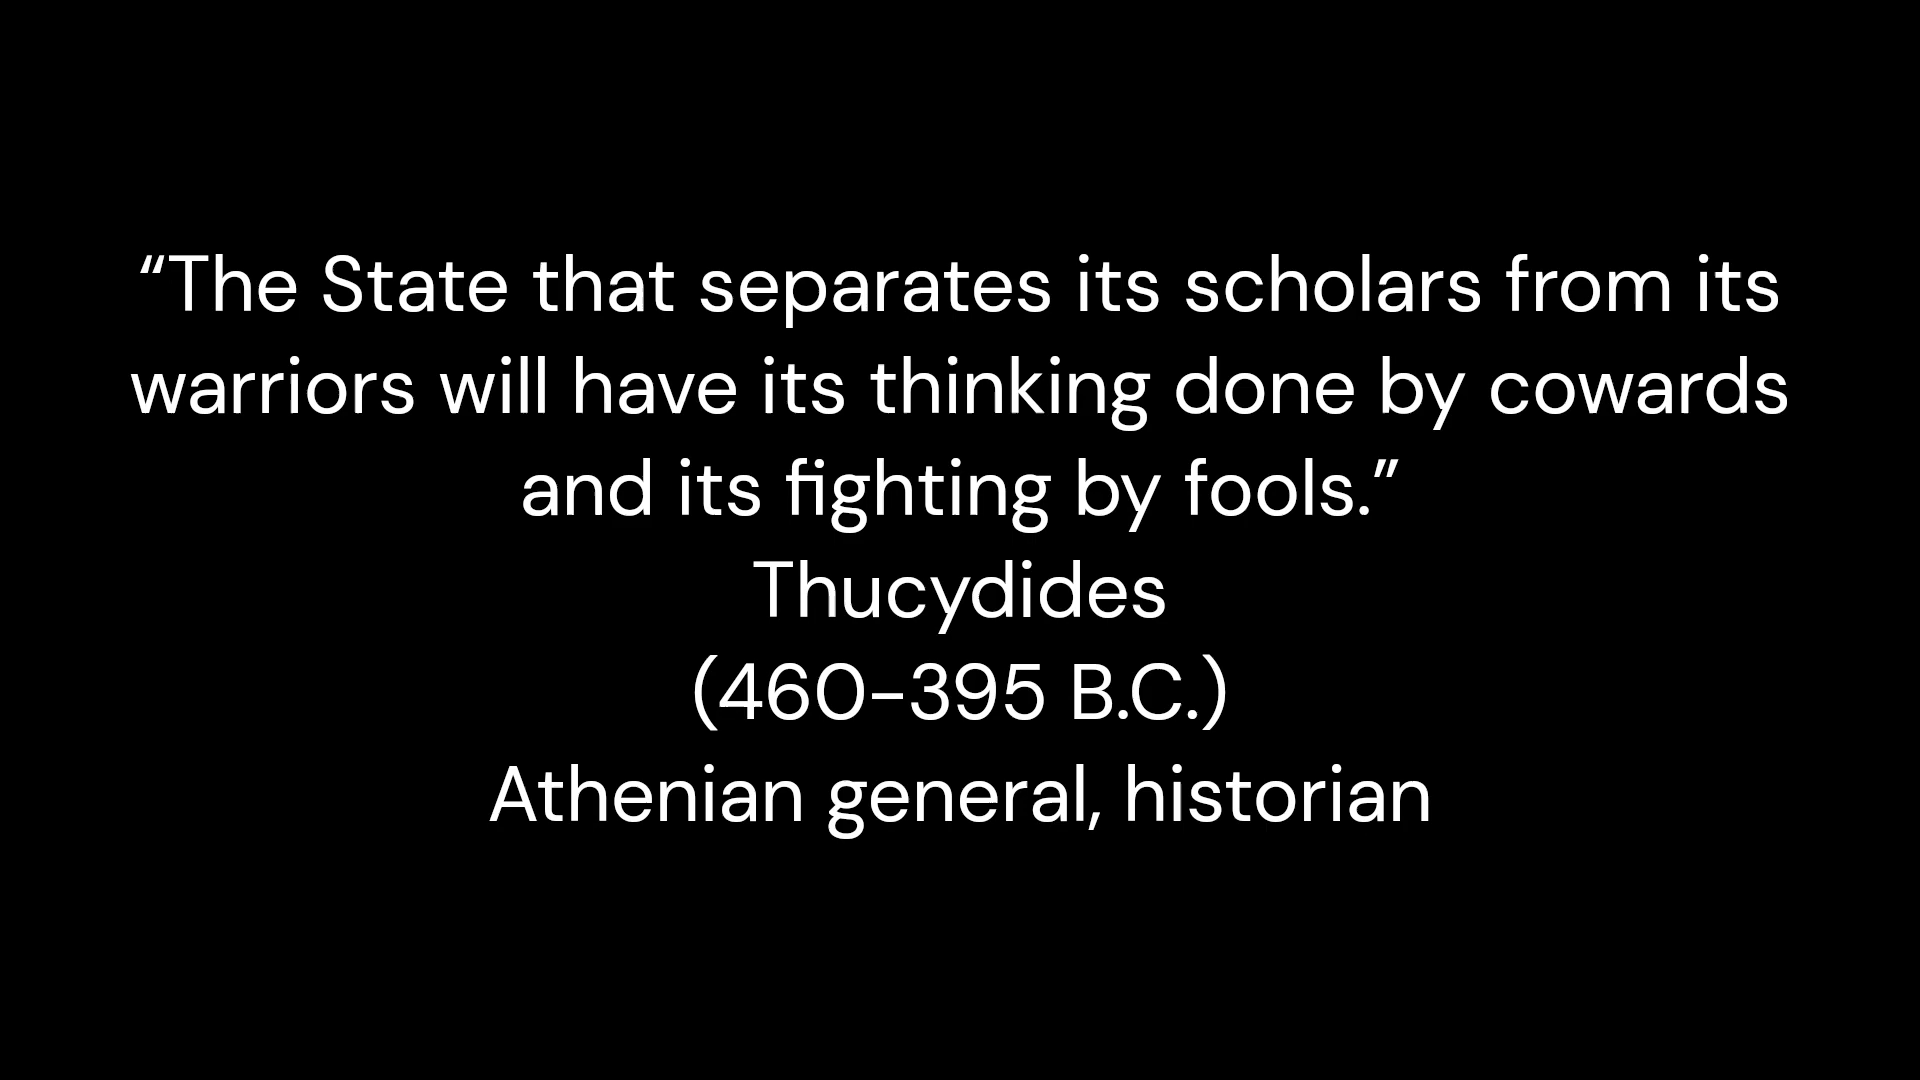 “The State that separates its scholars from its
warriors will have its thinking done by cowards
and its fighting by fools.”
Thucydides
(460–395 B.C.)
Athenian general, historian